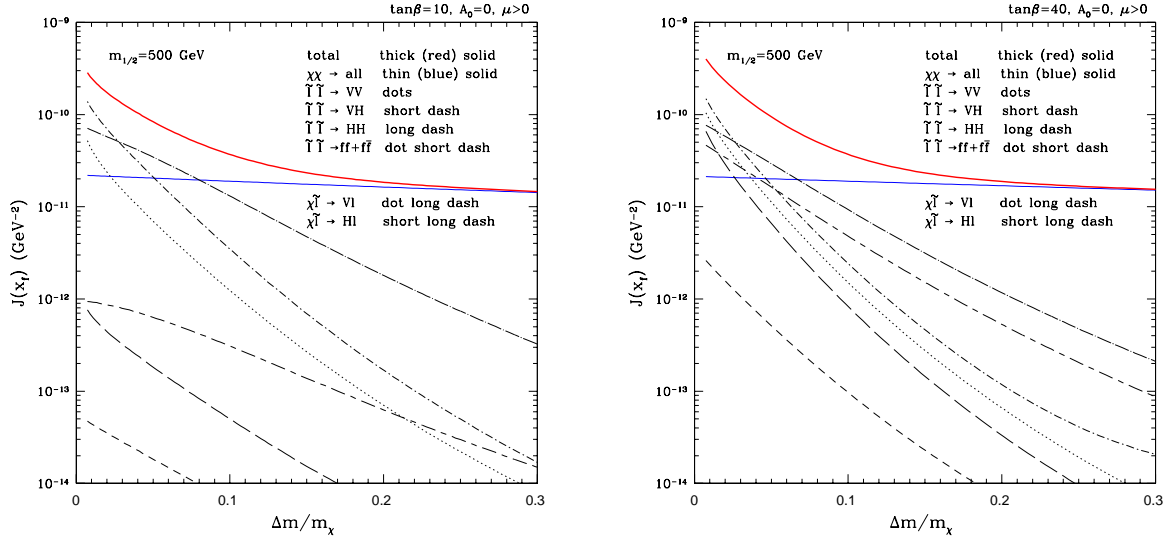 tanβ=10, A₀=0, μ>0
10⁻⁹
m₁/₂=500 GeV
total thick (red) solid
χχ → all thin (blue) solid
l̃ l̃ → VV dots
l̃ l̃ → VH short dash
l̃ l̃ → HH long dash
l̃ l̃ →ff+ff̅ dot short dash
χl̃ → Vl dot long dash
χl̃ → Hl short long dash
10⁻¹⁰
10⁻¹¹
10⁻¹²
10⁻¹³
10⁻¹⁴
J(x_f) (GeV⁻²)
0 0.1 0.2 0.3
Δm/m_χ
tanβ=40, A₀=0, μ>0
10⁻⁹
m₁/₂=500 GeV
total thick (red) solid
χχ → all thin (blue) solid
l̃ l̃ → VV dots
l̃ l̃ → VH short dash
l̃ l̃ → HH long dash
l̃ l̃ →ff+ff̅ dot short dash
χl̃ → Vl dot long dash
χl̃ → Hl short long dash
10⁻¹⁰
10⁻¹¹
10⁻¹²
10⁻¹³
10⁻¹⁴
J(x_f) (GeV⁻²)
0 0.1 0.2 0.3
Δm/m_χ